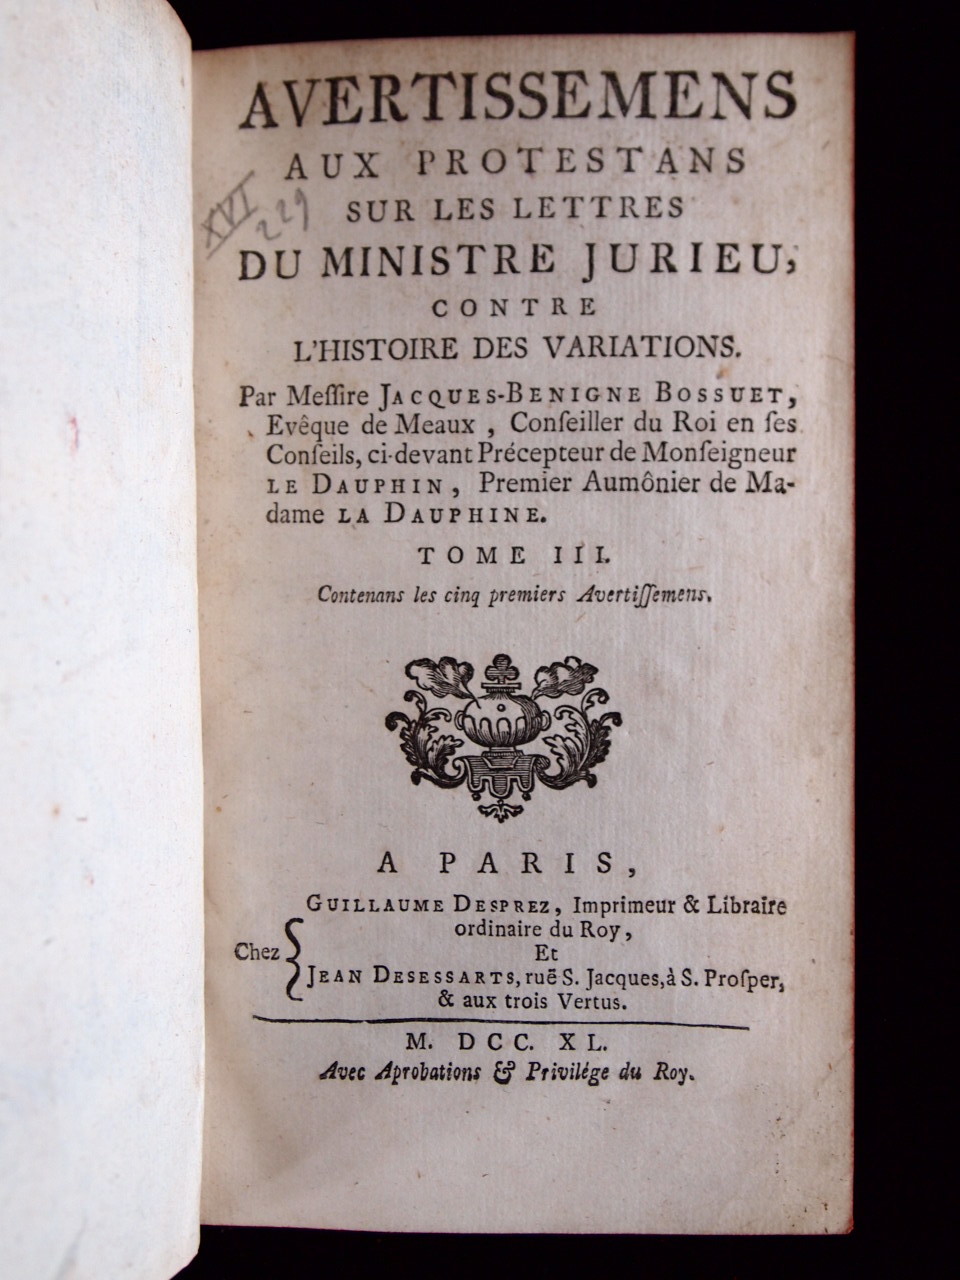 AVERTISSEMENS
AUX PROTESTANS
SUR LES LETTRES
DU MINISTRE JURIEU,
CONTRE
L'HISTOIRE DES VARIATIONS.
Par Meſſire JACQUES-BENIGNE BOSSUET,
Evêque de Meaux, Conſeiller du Roi en ſes
Conſeils, ci-devant Précepteur de Monſeigneur
LE DAUPHIN, Premier Aumônier de Ma-
dame LA DAUPHINE.
TOME III.
Contenans les cinq premiers Avertiſſemens.
XVI
229
A PARIS,
GUILLAUME DESPREZ, Imprimeur & Libraire
ordinaire du Roy,
Chez
Et
JEAN DESESSARTS, ruë S. Jacques, à S. Proſper,
& aux trois Vertus.
M. DCC. XL.
Avec Aprobations & Privilége du Roy.